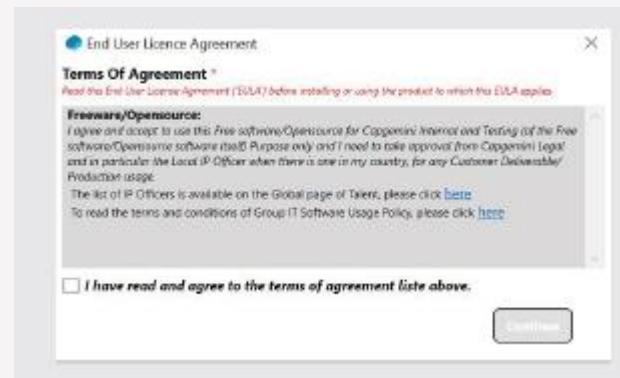 End User Licence Agreement
Terms Of Agreement *
Read this End User License Agreement ('EULA') before installing or using the product to which this EULA applies
Freeware/Opensource:
I agree and accept to use this Free software/Opensource for Capgemini Internal and Testing (of the Free
software/Opensource software itself) Purpose only and I need to take approval from Capgemini Legal
and in particular the Local IP Officer when there is one in my country, for any Customer Deliverable/
Production usage.
The list of IP Officers is available on the Global page of Talent, please click here
To read the terms and conditions of Group IT Software Usage Policy, please click here
I have read and agree to the terms of agreement liste above.
Continue